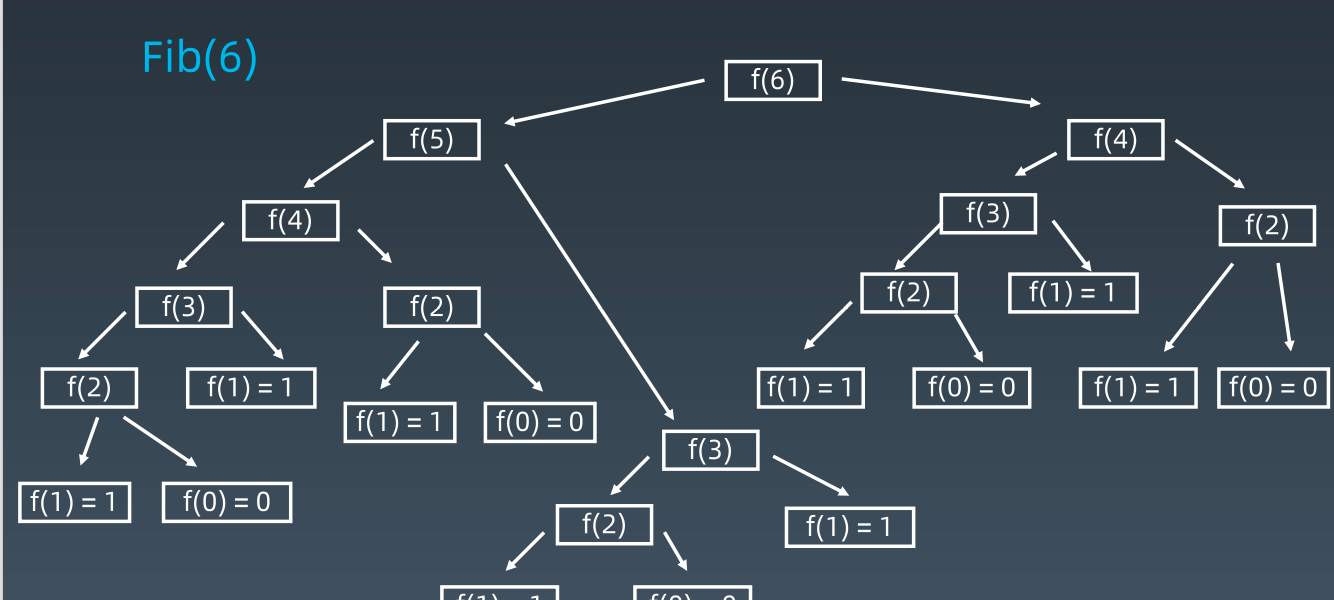 Fib(6)
f(6)
f(5)
f(4)
f(4)
f(3)
f(2)
f(3)
f(2)
f(2)
f(1) = 1
f(2)
f(1) = 1
f(1) = 1
f(0) = 0
f(1) = 1
f(0) = 0
f(1) = 1
f(0) = 0
f(3)
f(1) = 1
f(0) = 0
f(2)
f(1) = 1
f(1) = 1
f(0) = 0